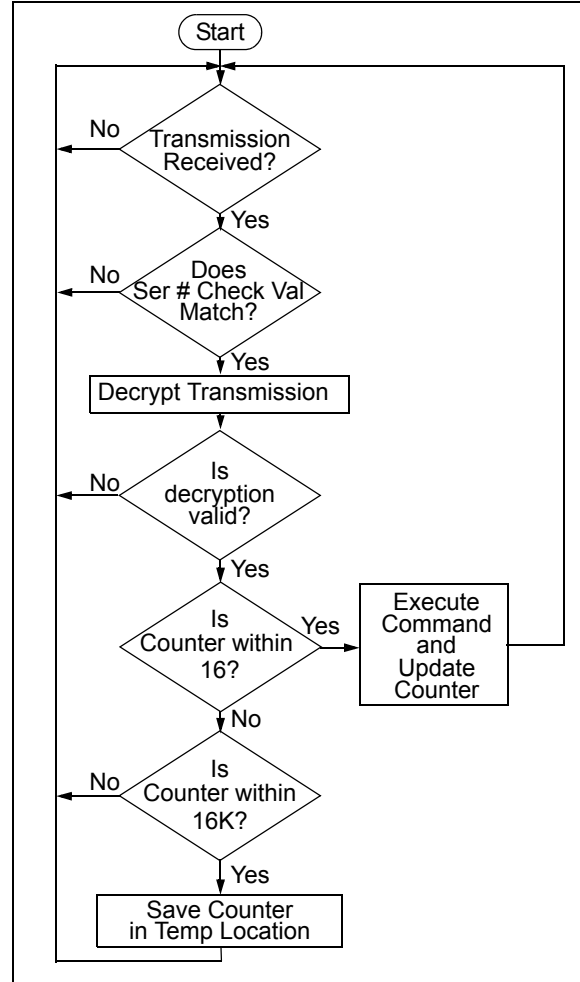 Start
No
Transmission
Received?
Yes
No
Does
Ser # Check Val
Match?
Yes
Decrypt Transmission
No
Is
decryption
valid?
Yes
Is
Counter within
16?
Yes
Execute
Command
and
Update
Counter
No
No
Is
Counter within
16K?
Yes
Save Counter
in Temp Location